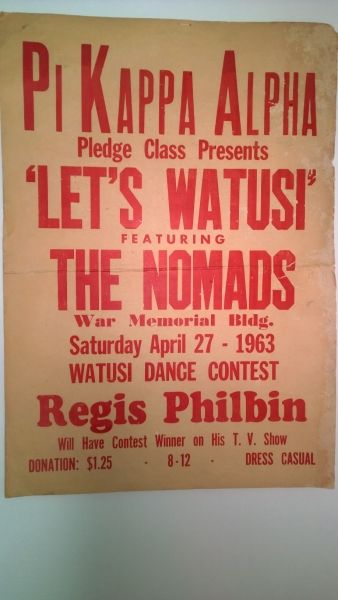 PI KAPPA ALPHA
Pledge Class Presents
'LET'S WATUSI'
FEATURING
THE NOMADS
War Memorial Bldg.
Saturday April 27 - 1963
WATUSI DANCE CONTEST
Regis Philbin
Will Have Contest Winner on His T. V. Show
DONATION: $1.25 - 8-12 - DRESS CASUAL